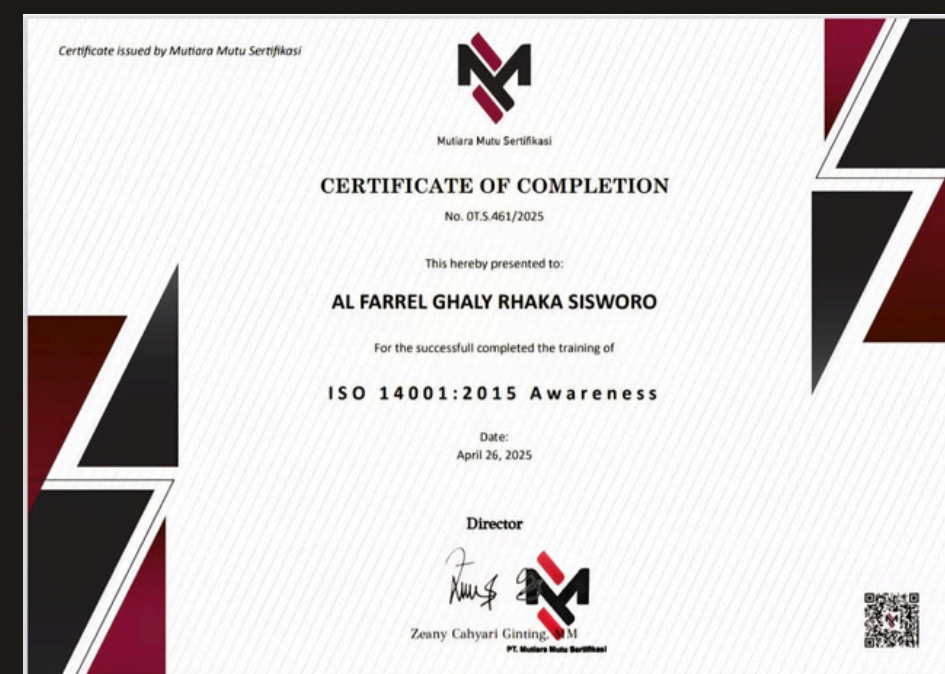 Certificate issued by Mutiara Mutu Sertifikasi
Mutiara Mutu Sertifikasi
CERTIFICATE OF COMPLETION
No. 0T.S.461/2025
This hereby presented to:
AL FARREL GHALY RHAKA SISWORO
For the successfull completed the training of
ISO 14001:2015 Awareness
Date:
April 26, 2025
Director
Zeany Cahyari Ginting, MM
PT. Mutiara Mutu Sertifikasi